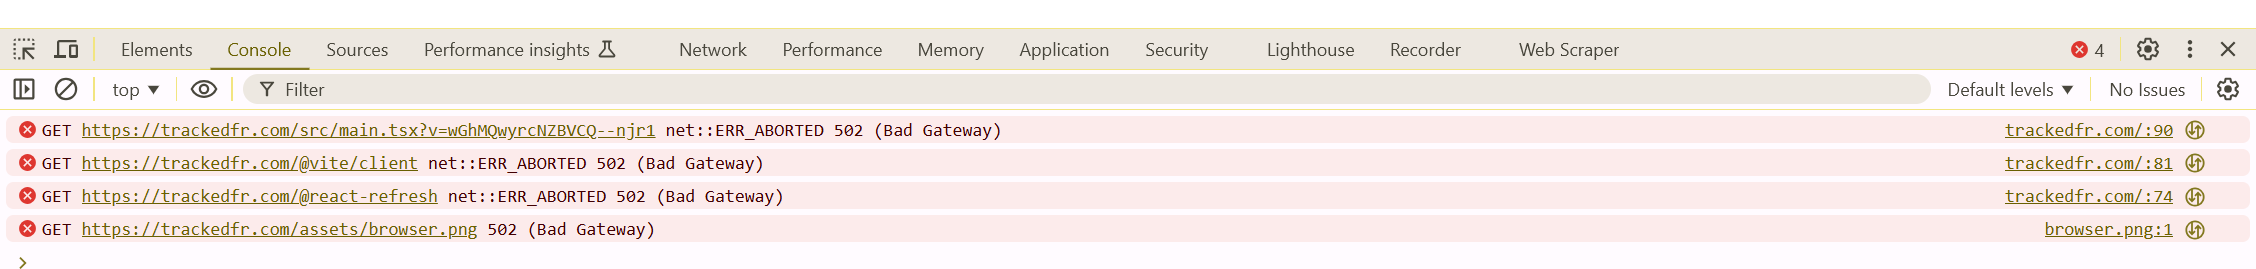 Elements Console Sources Performance insights Network Performance Memory Application Security Lighthouse Recorder Web Scraper 4
top Filter Default levels No Issues
GET https://trackedfr.com/src/main.tsx?v=wGhMQwyrcNZBVCQ--njr1 net::ERR_ABORTED 502 (Bad Gateway) trackedfr.com/:90
GET https://trackedfr.com/@vite/client net::ERR_ABORTED 502 (Bad Gateway) trackedfr.com/:81
GET https://trackedfr.com/@react-refresh net::ERR_ABORTED 502 (Bad Gateway) trackedfr.com/:74
GET https://trackedfr.com/assets/browser.png 502 (Bad Gateway) browser.png:1